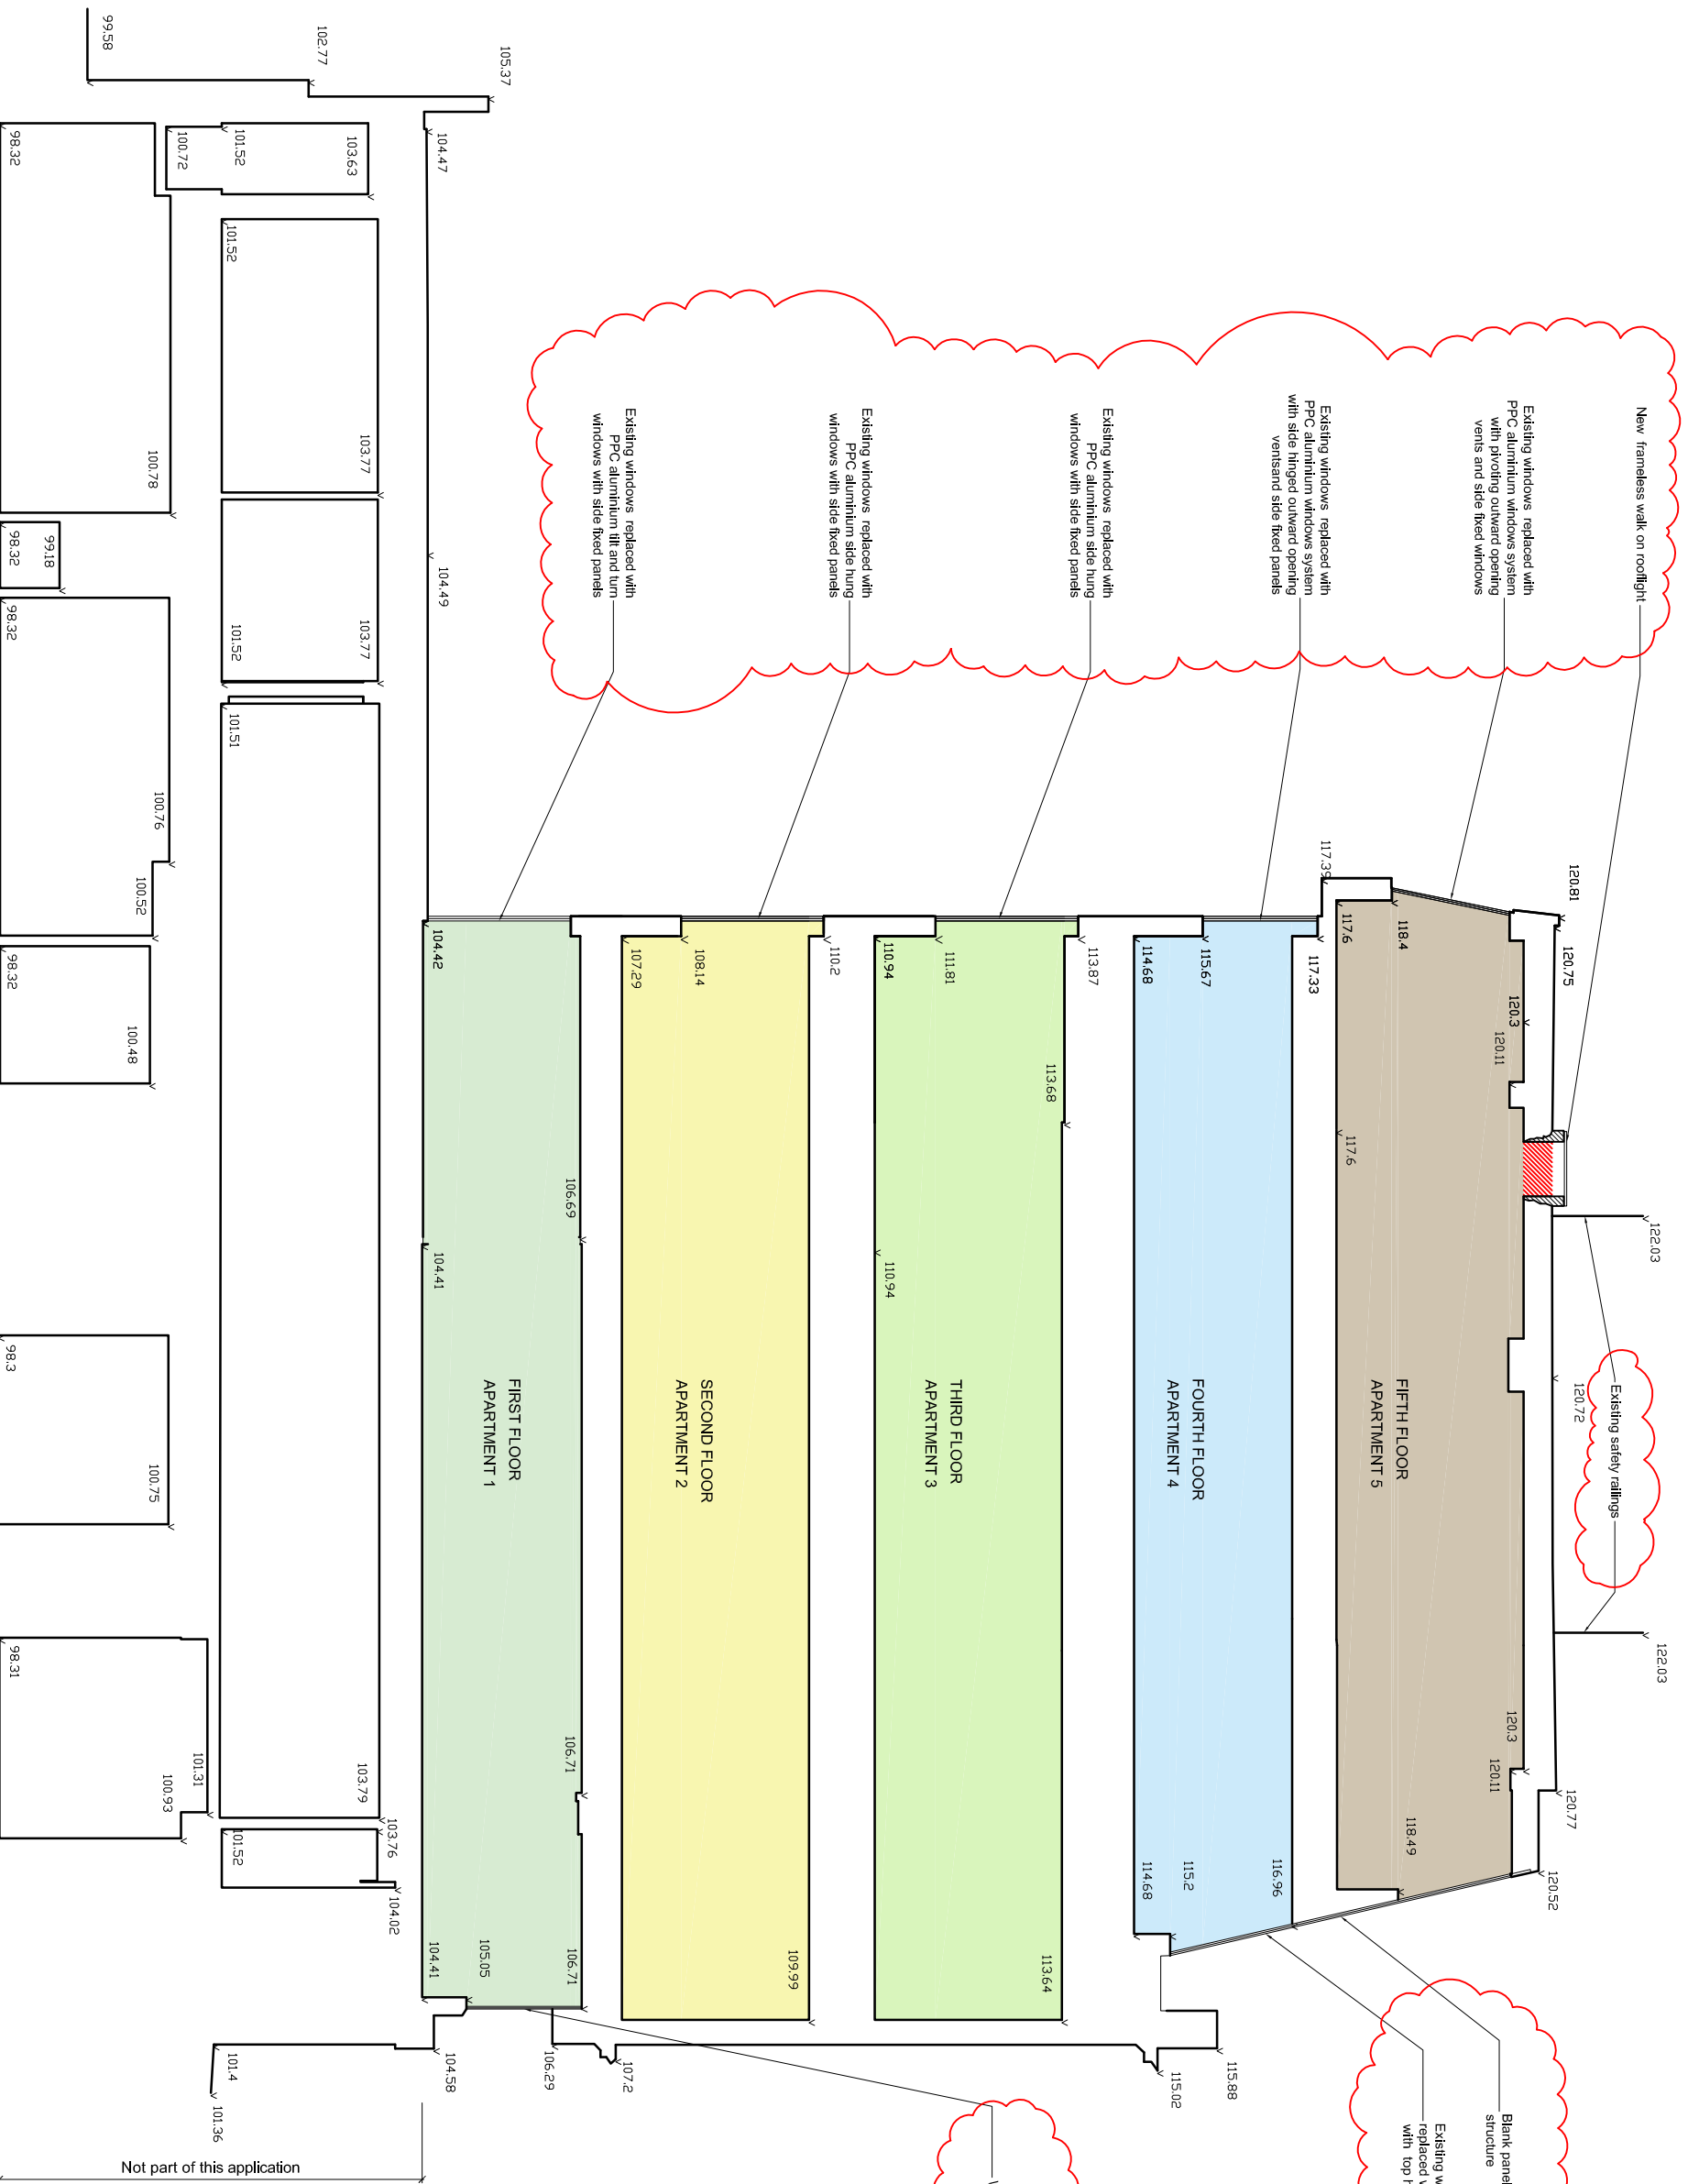 New frameless walk on rooflight
Existing windows replaced with
PPC aluminium windows system
with pivoting outward opening
vents and side fixed windows
Existing windows replaced with
PPC aluminium windows system
with side hinged outward opening
ventsand side fixed panels
Existing windows replaced with
PPC aluminium side hung
windows with side fixed panels
Existing windows replaced with
PPC aluminium side hung
windows with side fixed panels
Existing windows replaced with
PPC aluminium tilt and turn
windows with side fixed panels
Existing safety railings
122.03
122.03
120.81
120.75
120.72
120.77
120.52
120.3
120.11
120.3
120.11
118.4
118.49
117.6
117.6
117.39
FIFTH FLOOR
APARTMENT 5
117.33
116.96
115.67
115.2
114.68
114.68
FOURTH FLOOR
APARTMENT 4
115.88
115.02
113.87
113.68
113.64
111.81
110.94
110.94
THIRD FLOOR
APARTMENT 3
110.2
109.99
108.14
107.29
SECOND FLOOR
APARTMENT 2
107.2
106.29
106.69
106.71
106.71
105.05
104.42
104.41
104.41
FIRST FLOOR
APARTMENT 1
104.58
101.4
101.36
Blank pane
structure
Existing w
replaced
with top h
105.37
102.77
99.58
104.47
104.49
103.63
101.52
100.72
101.52
103.77
103.77
101.52
101.51
103.79
103.76
101.52
104.02
98.32
100.78
99.18
98.32
98.32
100.76
100.52
98.32
100.48
98.3
100.75
98.31
101.31
100.93
Not part of this application